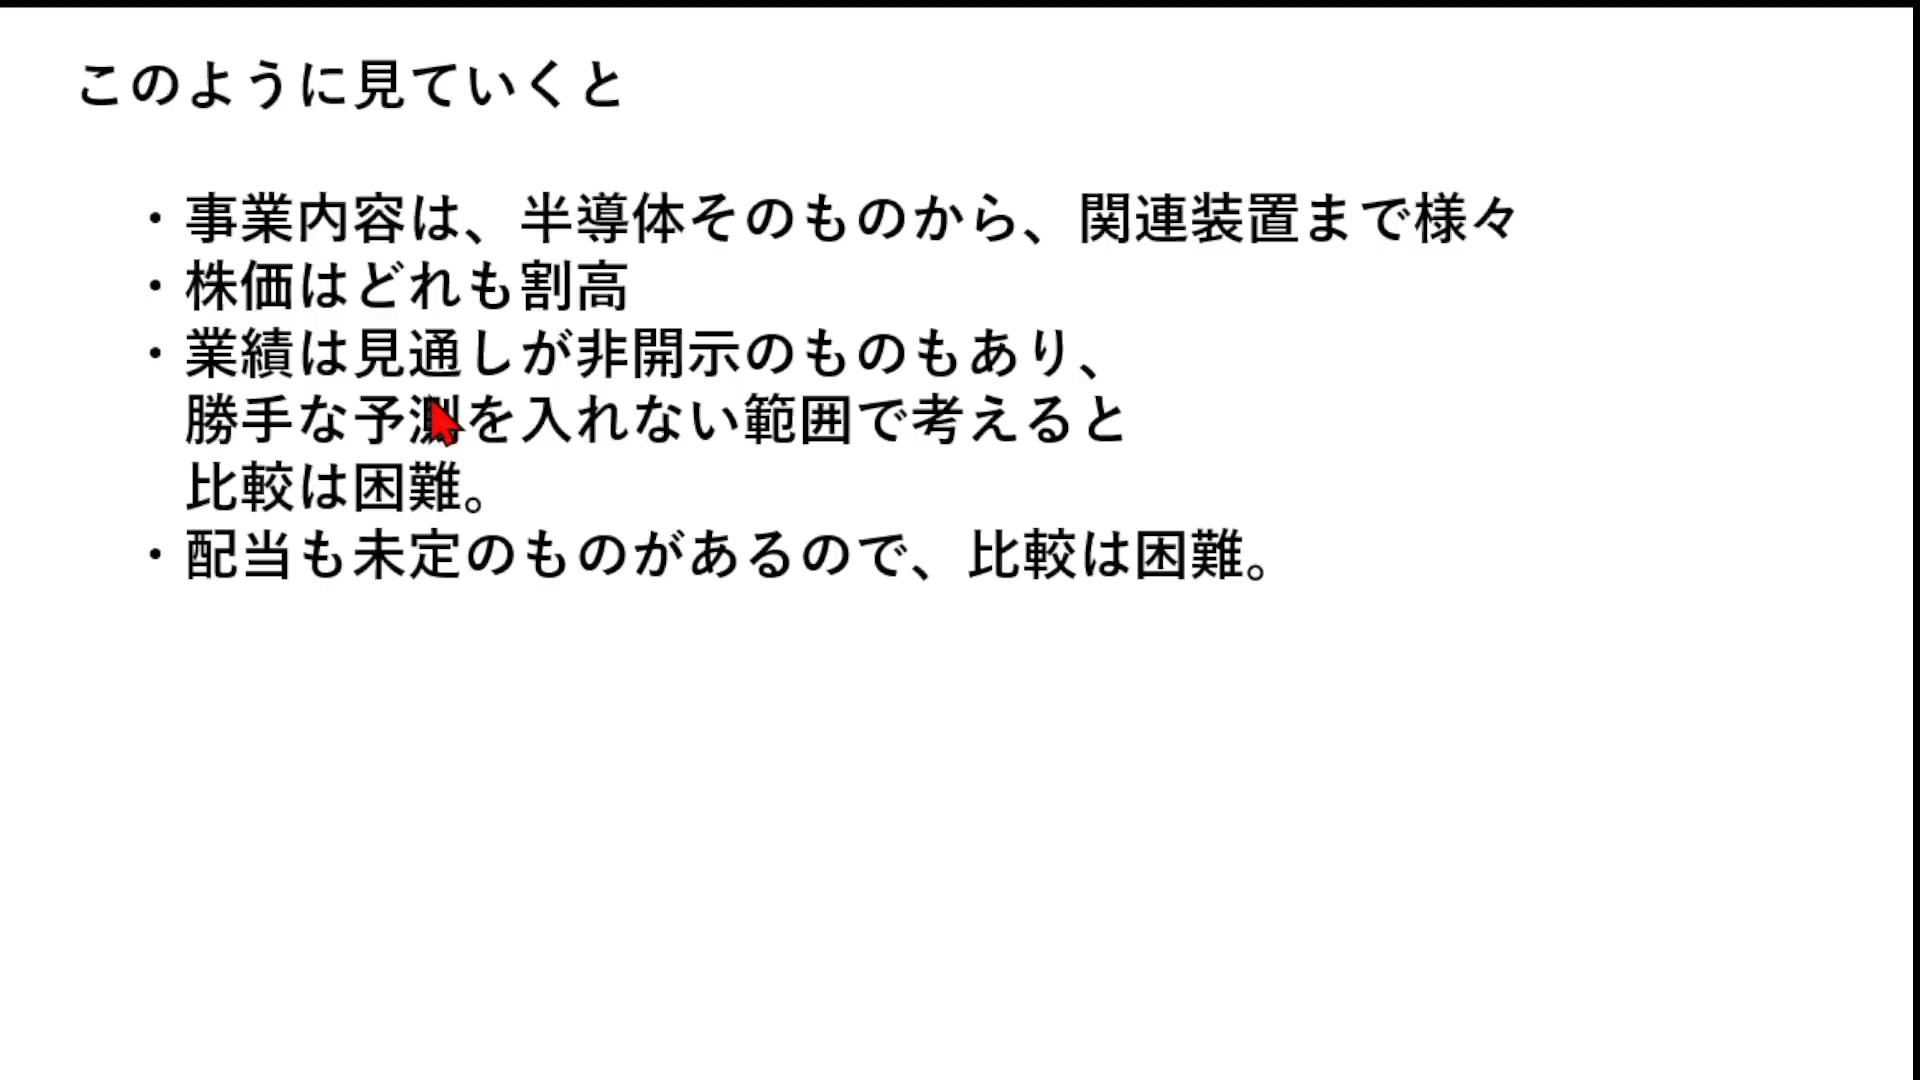 このように見ていくと
・事業内容は、半導体そのものから、関連装置まで様々
・株価はどれも割高
・業績は見通しが非開示のものもあり、
勝手な予測を入れない範囲で考えると
比較は困難。
・配当も未定のものがあるので、比較は困難。